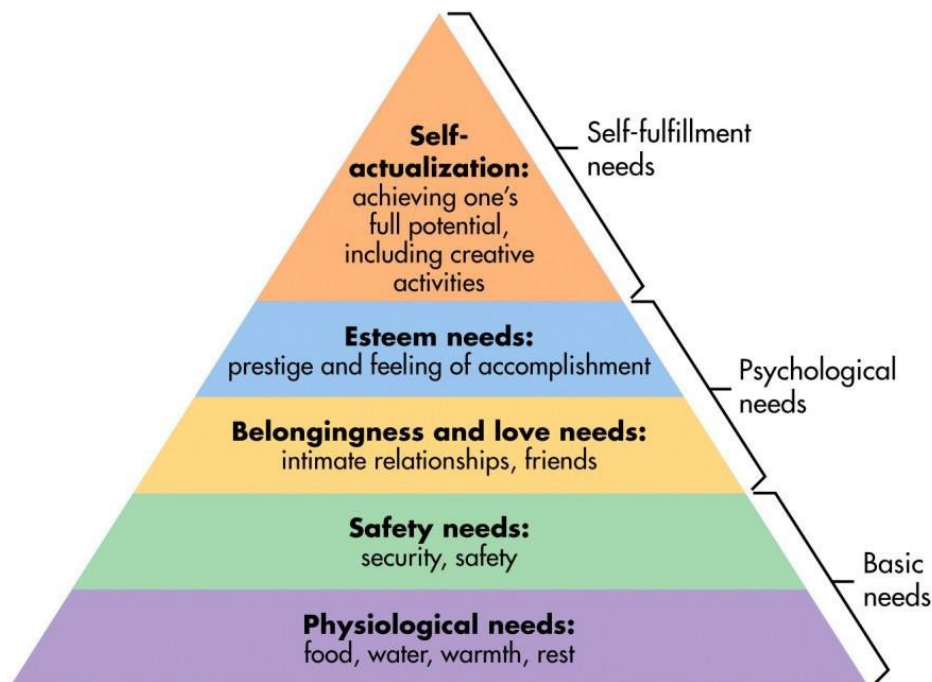 Self-
actualization:
achieving one's
full potential,
including creative
activities
Self-fulfillment
needs
Esteem needs:
prestige and feeling of accomplishment
Psychological
needs
Belongingness and love needs:
intimate relationships, friends
Safety needs:
security, safety
Basic
needs
Physiological needs:
food, water, warmth, rest